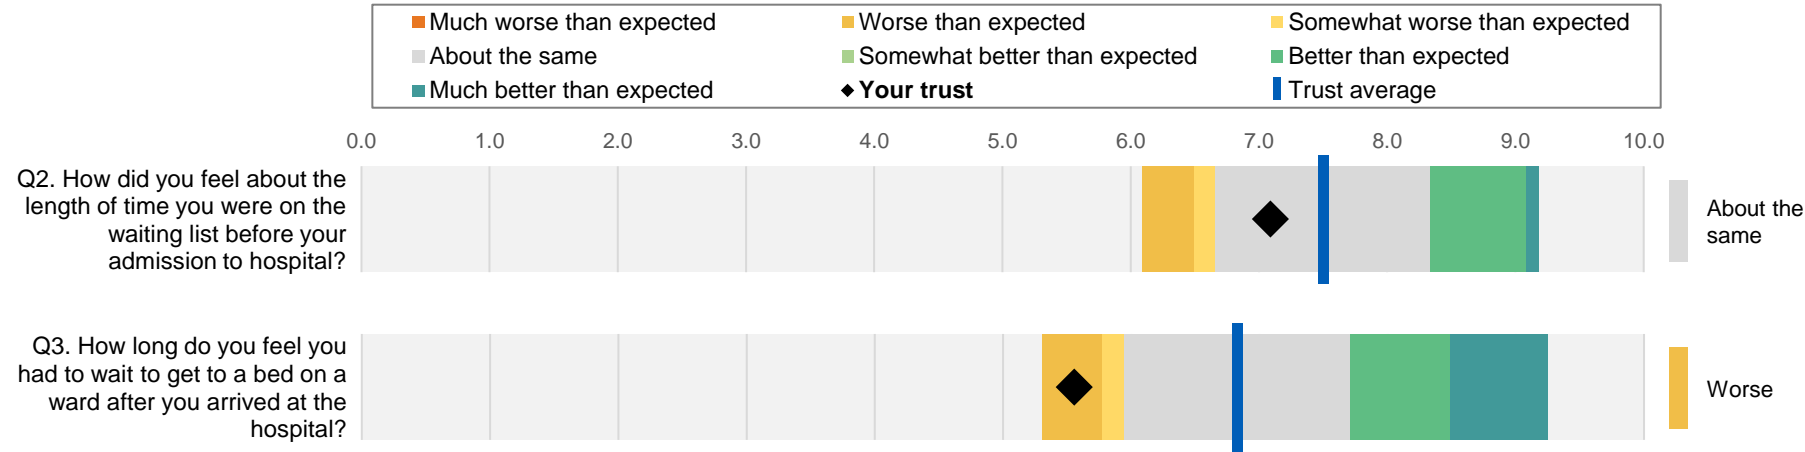 Much worse than expected
Worse than expected
Somewhat worse than expected
About the same
Somewhat better than expected
Better than expected
Much better than expected
Your trust
Trust average
0.0 1.0 2.0 3.0 4.0 5.0 6.0 7.0 8.0 9.0 10.0
Q2. How did you feel about the
length of time you were on the
waiting list before your
admission to hospital?
About the
same
Q3. How long do you feel you
had to wait to get to a bed on a
ward after you arrived at the
hospital?
Worse